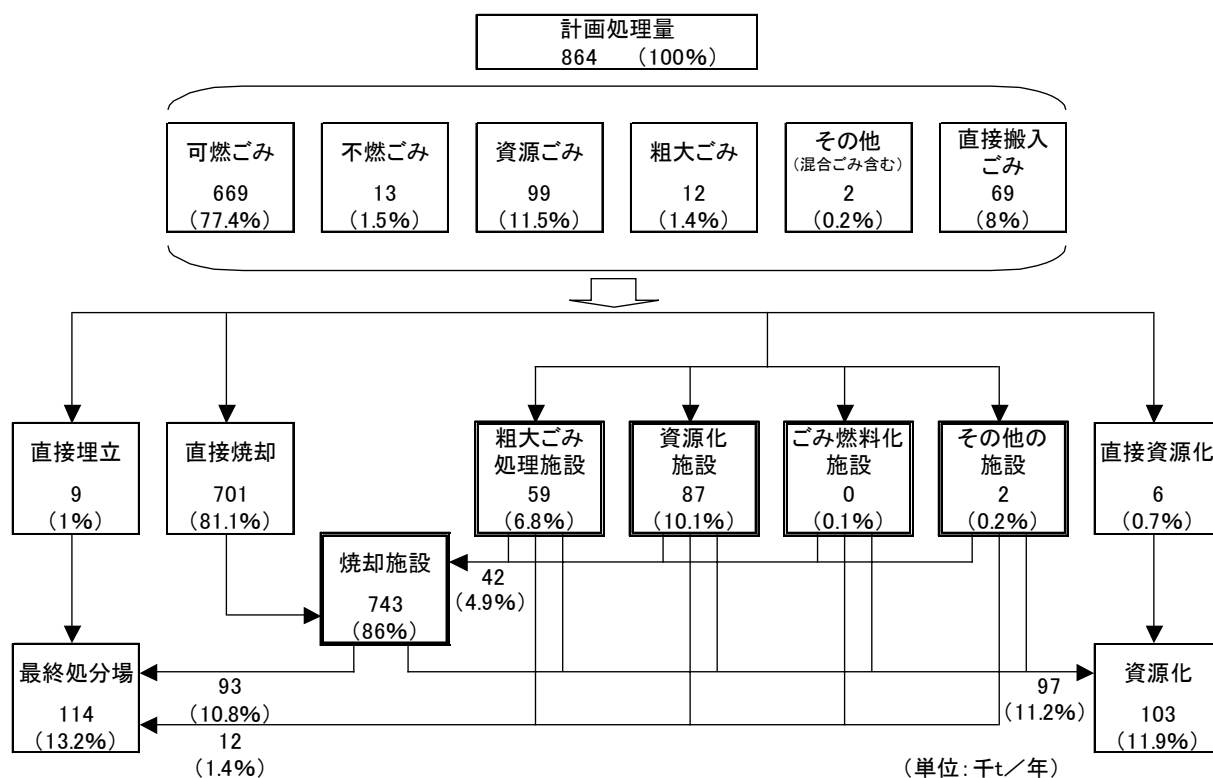 計画処理量
864 （100%）
可燃ごみ
669
（77.4%）
不燃ごみ
13
（1.5%）
資源ごみ
99
（11.5%）
粗大ごみ
12
（1.4%）
その他
（混合ごみ含む）
2
（0.2%）
直接搬入
ごみ
69
（8%）
直接埋立
9
（1%）
直接焼却
701
（81.1%）
粗大ごみ
処理施設
59
（6.8%）
資源化
施設
87
（10.1%）
ごみ燃料化
施設
0
（0.1%）
その他の
施設
2
（0.2%）
直接資源化
6
（0.7%）
焼却施設
743
（86%）
42
（4.9%）
最終処分場
114
（13.2%）
93
（10.8%）
12
（1.4%）
97
（11.2%）
資源化
103
（11.9%）
（単位：千t／年）